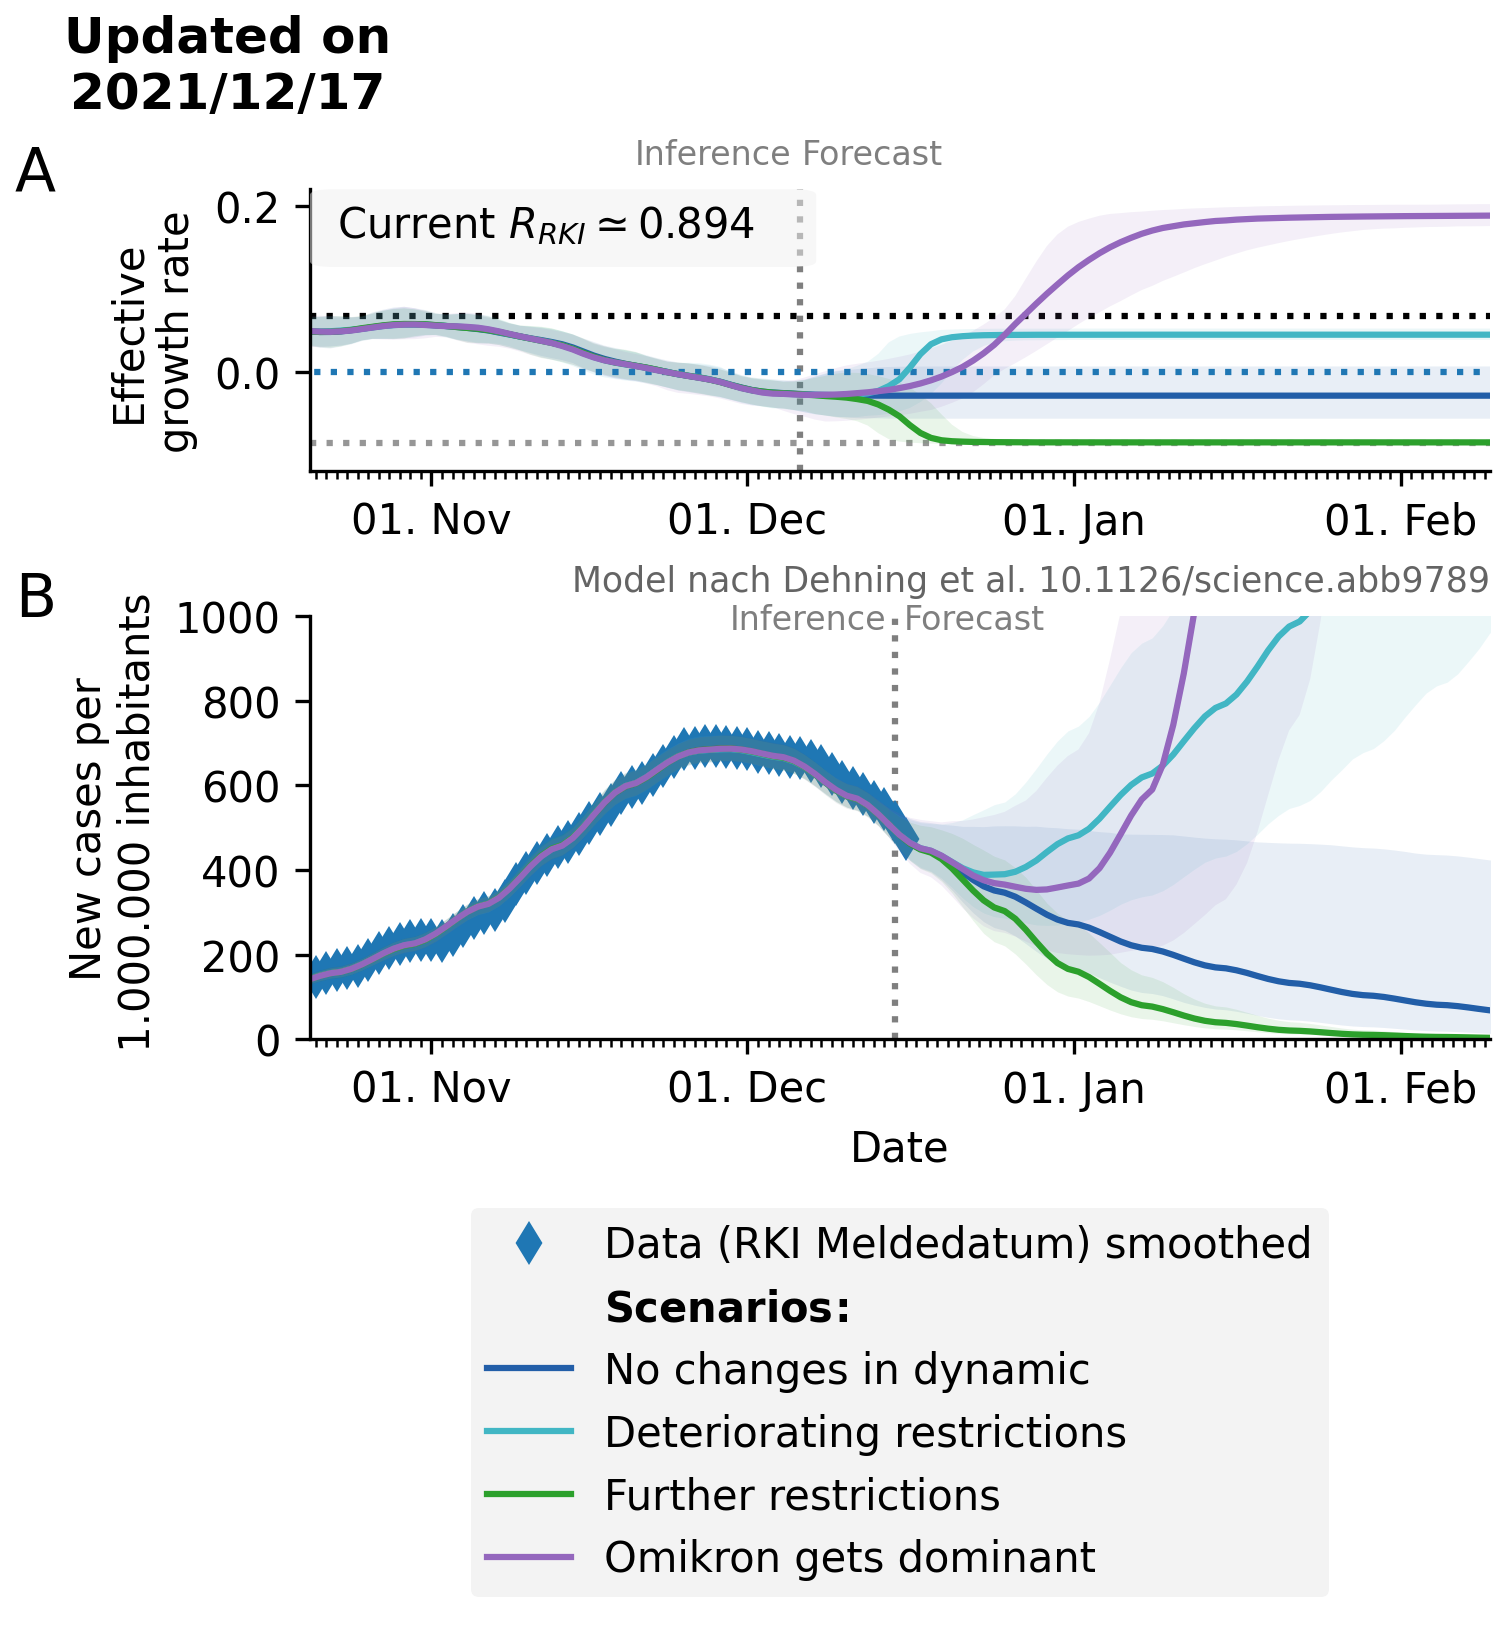 Updated on
2021/12/17
A
Inference Forecast
Current R_RKI ≃ 0.894
Effective
growth rate
0.2
0.0
01. Nov 01. Dec 01. Jan 01. Feb
B
Model nach Dehning et al. 10.1126/science.abb9789
Inference Forecast
New cases per
1.000.000 inhabitants
1000
800
600
400
200
0
01. Nov 01. Dec 01. Jan 01. Feb
Date
Data (RKI Meldedatum) smoothed
Scenarios:
No changes in dynamic
Deteriorating restrictions
Further restrictions
Omikron gets dominant